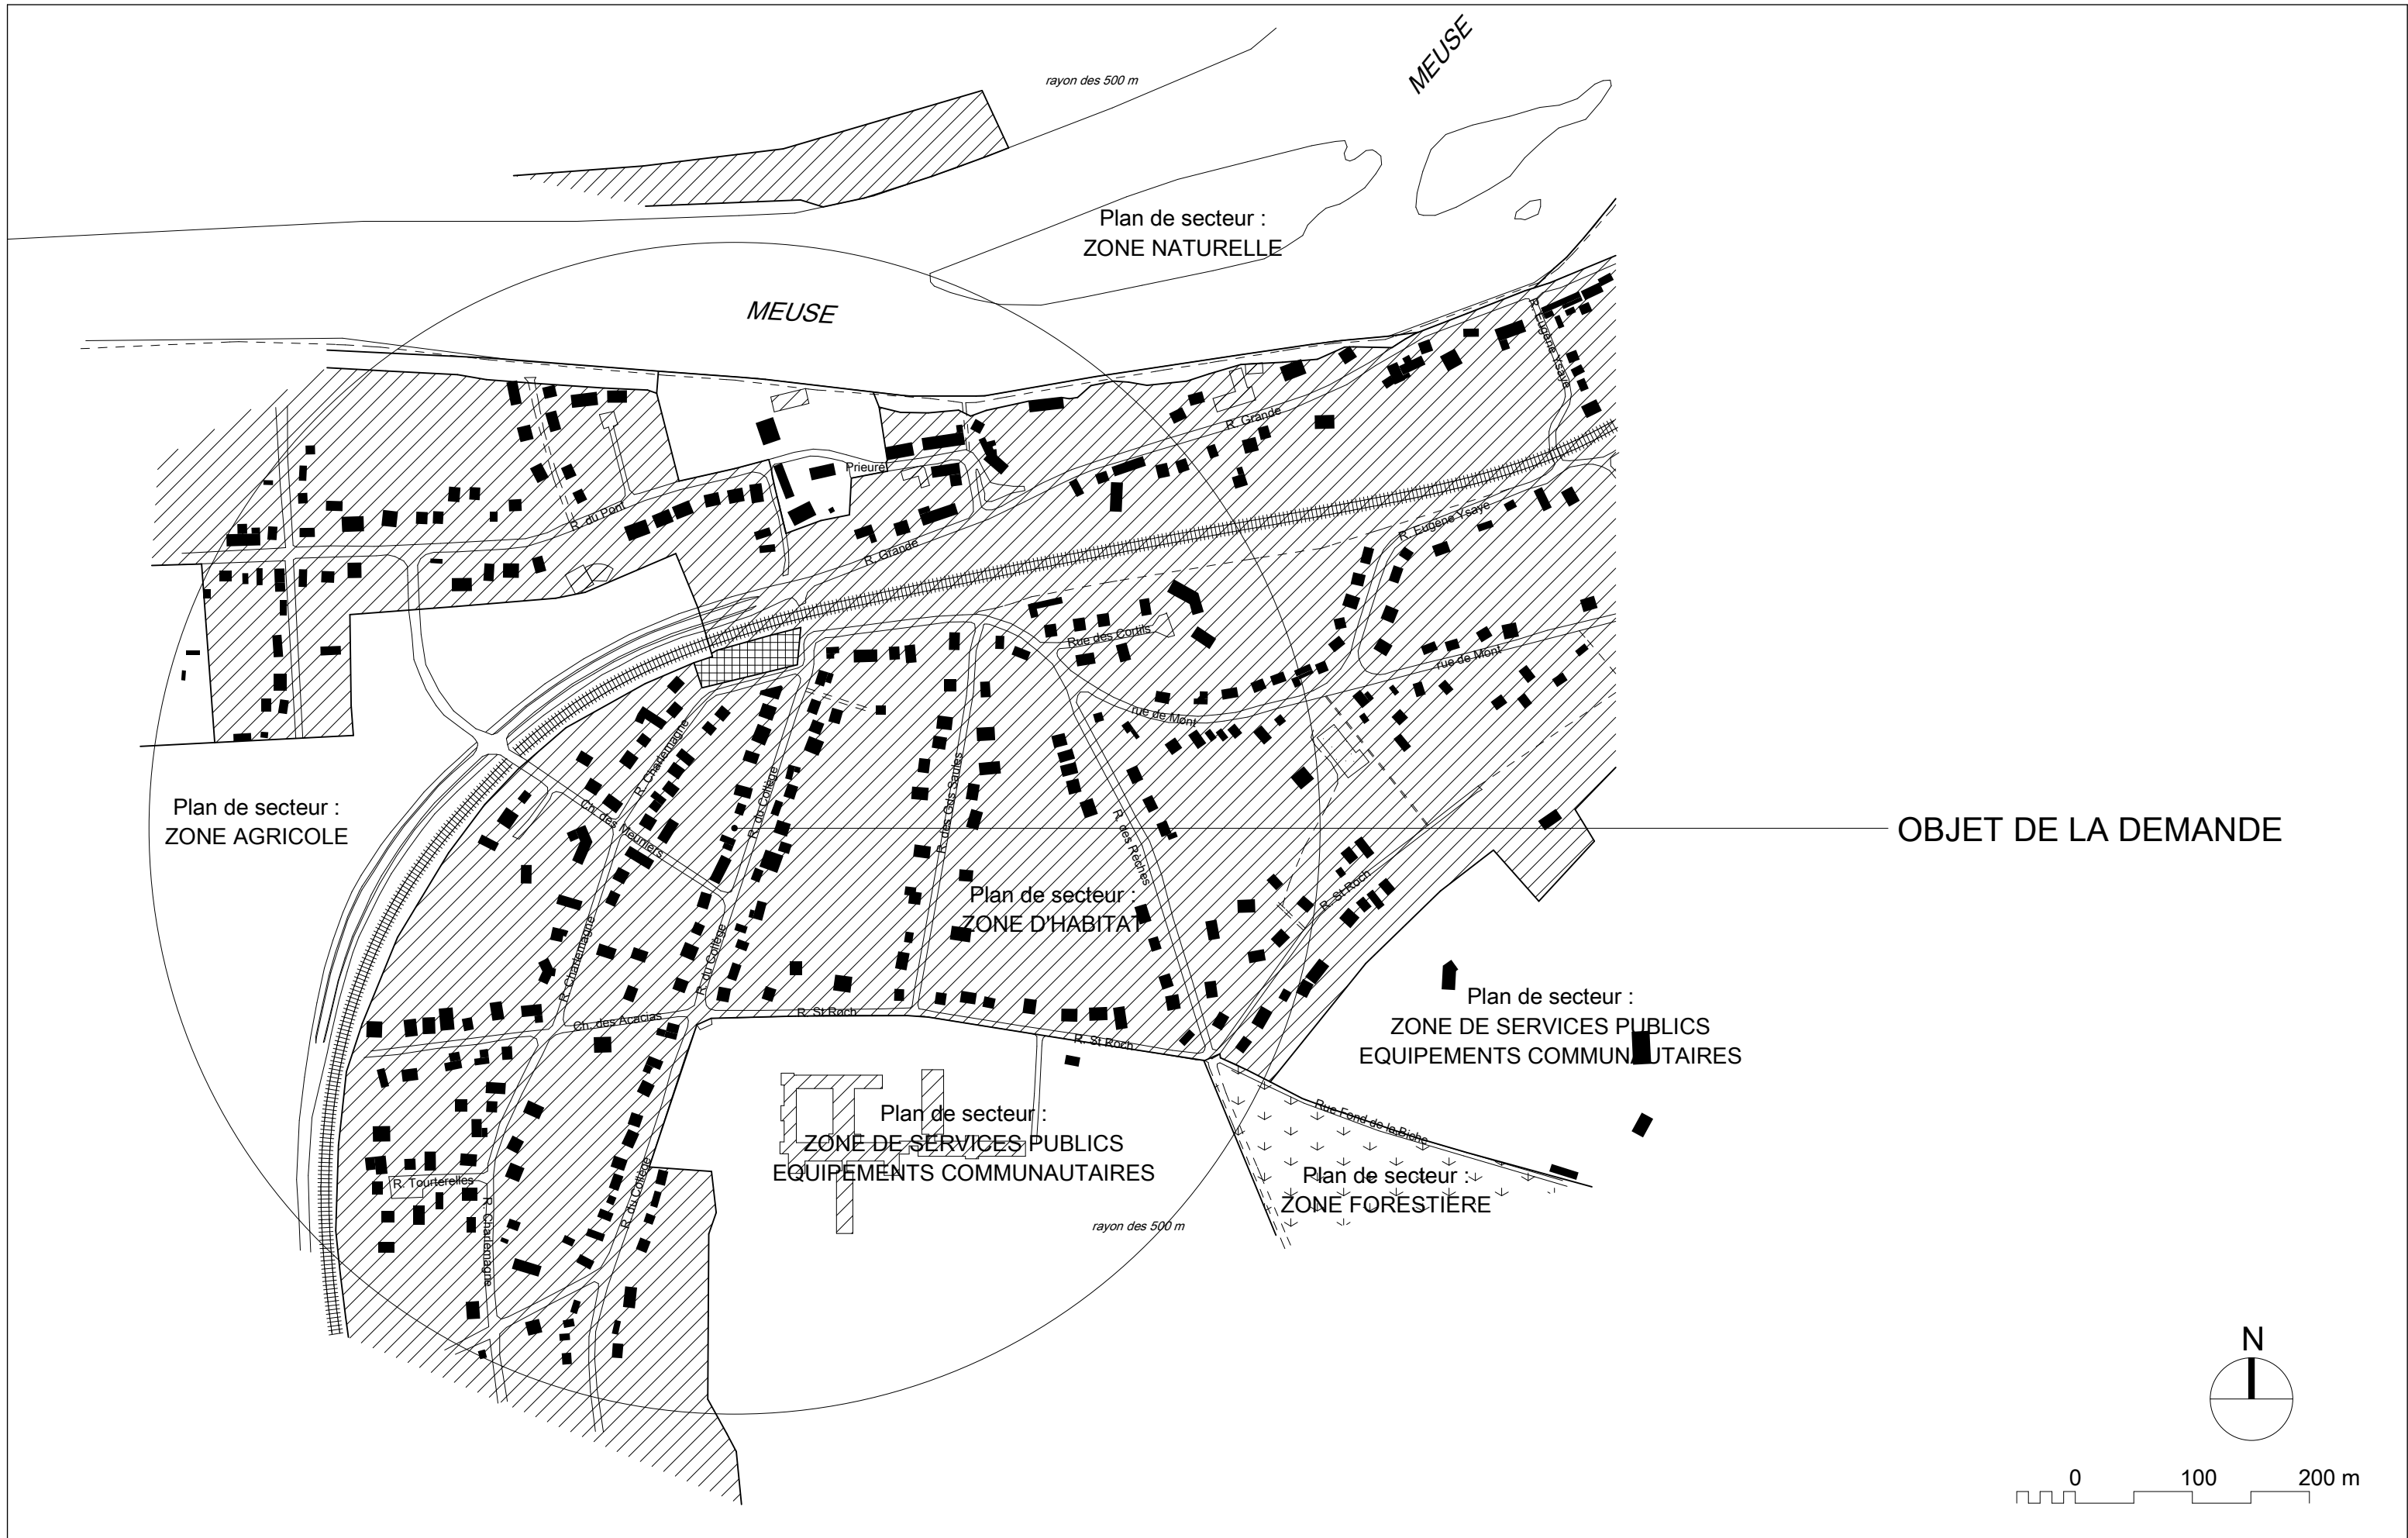 MEUSE
rayon des 500 m
Plan de secteur :
ZONE NATURELLE
MEUSE
R. Eugène Ysaye
R. Grande
Prieuré
R. du Pont
R. Eugène Ysaye
R. Grande
Rue des Cortils
rue de Mont
rue de Mont
R. Charlemagne
R. du Collège
R. des Gds Saules
Ch. des Meuniers
Plan de secteur :
ZONE AGRICOLE
OBJET DE LA DEMANDE
R. des Rèches
R. St Roch
Plan de secteur :
ZONE D'HABITAT
R. Charlemagne
R. du Collège
R. St Roch
Ch. des Acacias
R. St Roch
Plan de secteur :
ZONE DE SERVICES PUBLICS
EQUIPEMENTS COMMUNAUTAIRES
Rue Fond de la Biche
Plan de secteur :
ZONE DE SERVICES PUBLICS
EQUIPEMENTS COMMUNAUTAIRES
Plan de secteur :
ZONE FORESTIERE
R. Tourterelles
R. Charlemagne
R. du Collège
rayon des 500 m
N
0 100 200 m